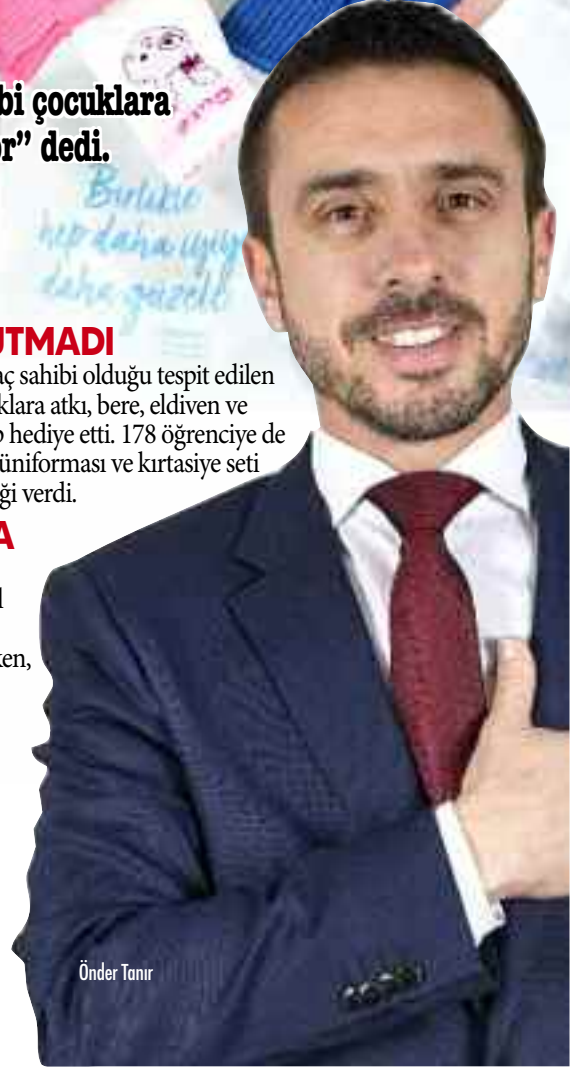 bi çocuklara
r” dedi.
Birlikte
hep daha iyiye
daha güzele
UTMADI
aç sahibi olduğu tespit edilen
klara atkı, bere, eldiven ve
p hediye etti. 178 öğrenciye de
üniforması ve kırtasiye seti
ği verdi.
A
l
ken,
Önder Tanır